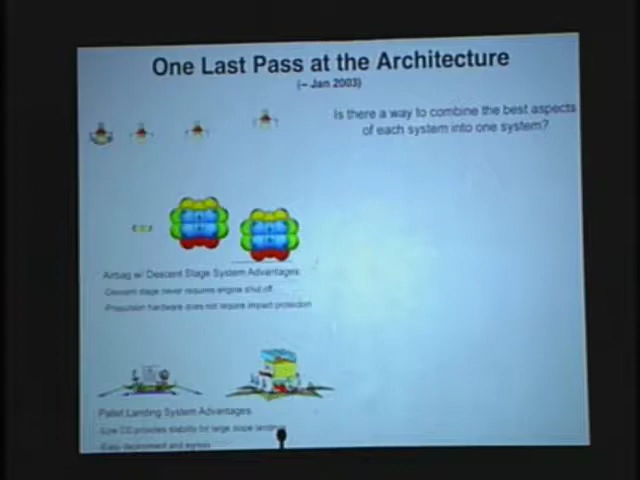 One Last Pass at the Architecture
(~ Jan 2003)
Is there a way to combine the best aspects
of each system into one system?
Airbag w/ Descent Stage System Advantages
-Descent stage never requires engine shut off
-Propulsion hardware does not require impact protection
Pallet Landing System Advantages
-Low CG provides stability for large slope landing
-Easy deployment and egress